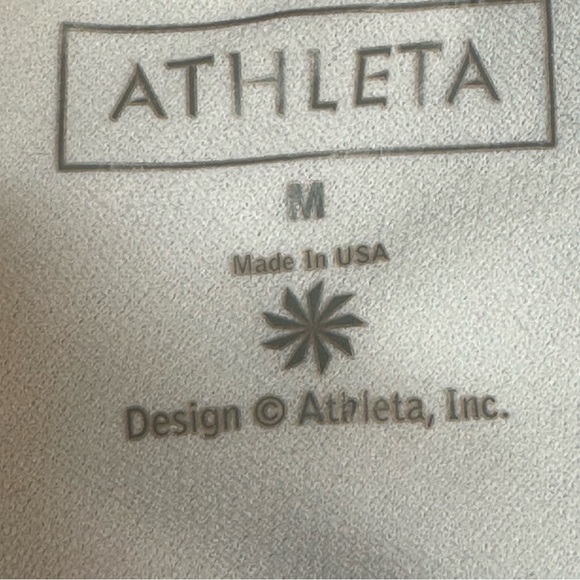 ATHLETA
M
Made In USA
Design © Athleta, Inc.